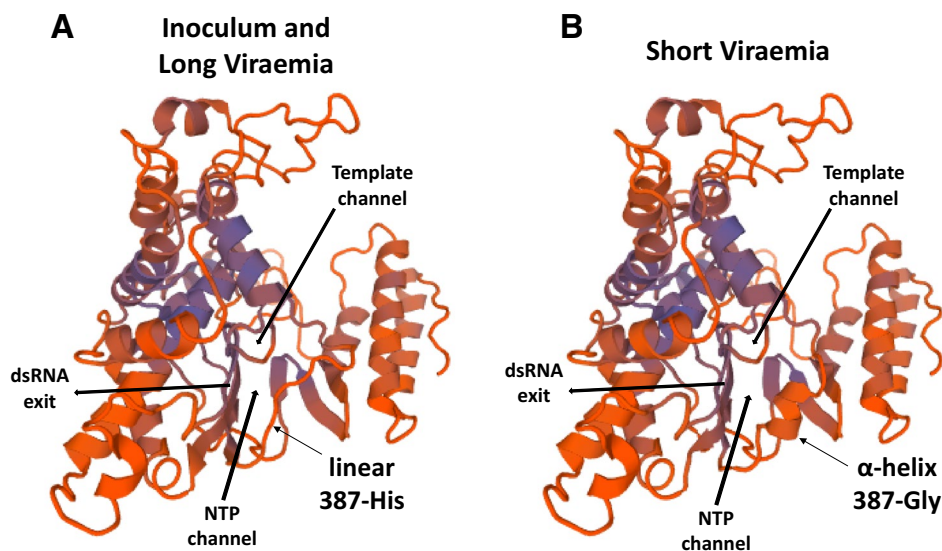 A
Inoculum and
Long Viraemia
Template
channel
dsRNA
exit
linear
387-His
NTP
channel
B
Short Viraemia
Template
channel
dsRNA
exit
α-helix
387-Gly
NTP
channel